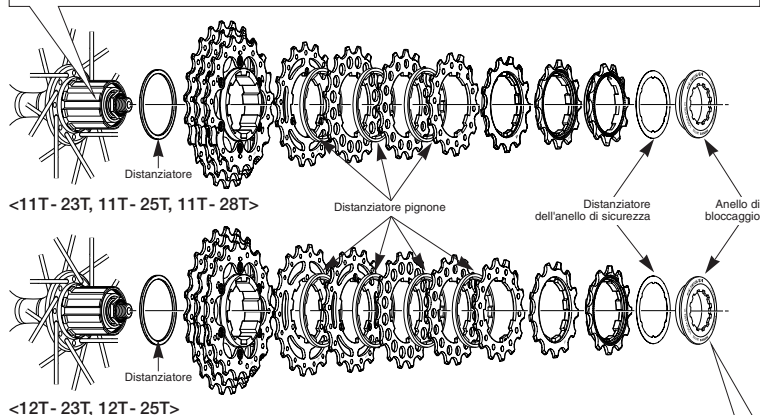 Distanziatore
Distanziatore pignone
Distanziatore
dell'anello di sicurezza
Anello di
bloccaggio
<11T - 23T, 11T - 25T, 11T - 28T>
Distanziatore
<12T - 23T, 12T - 25T>